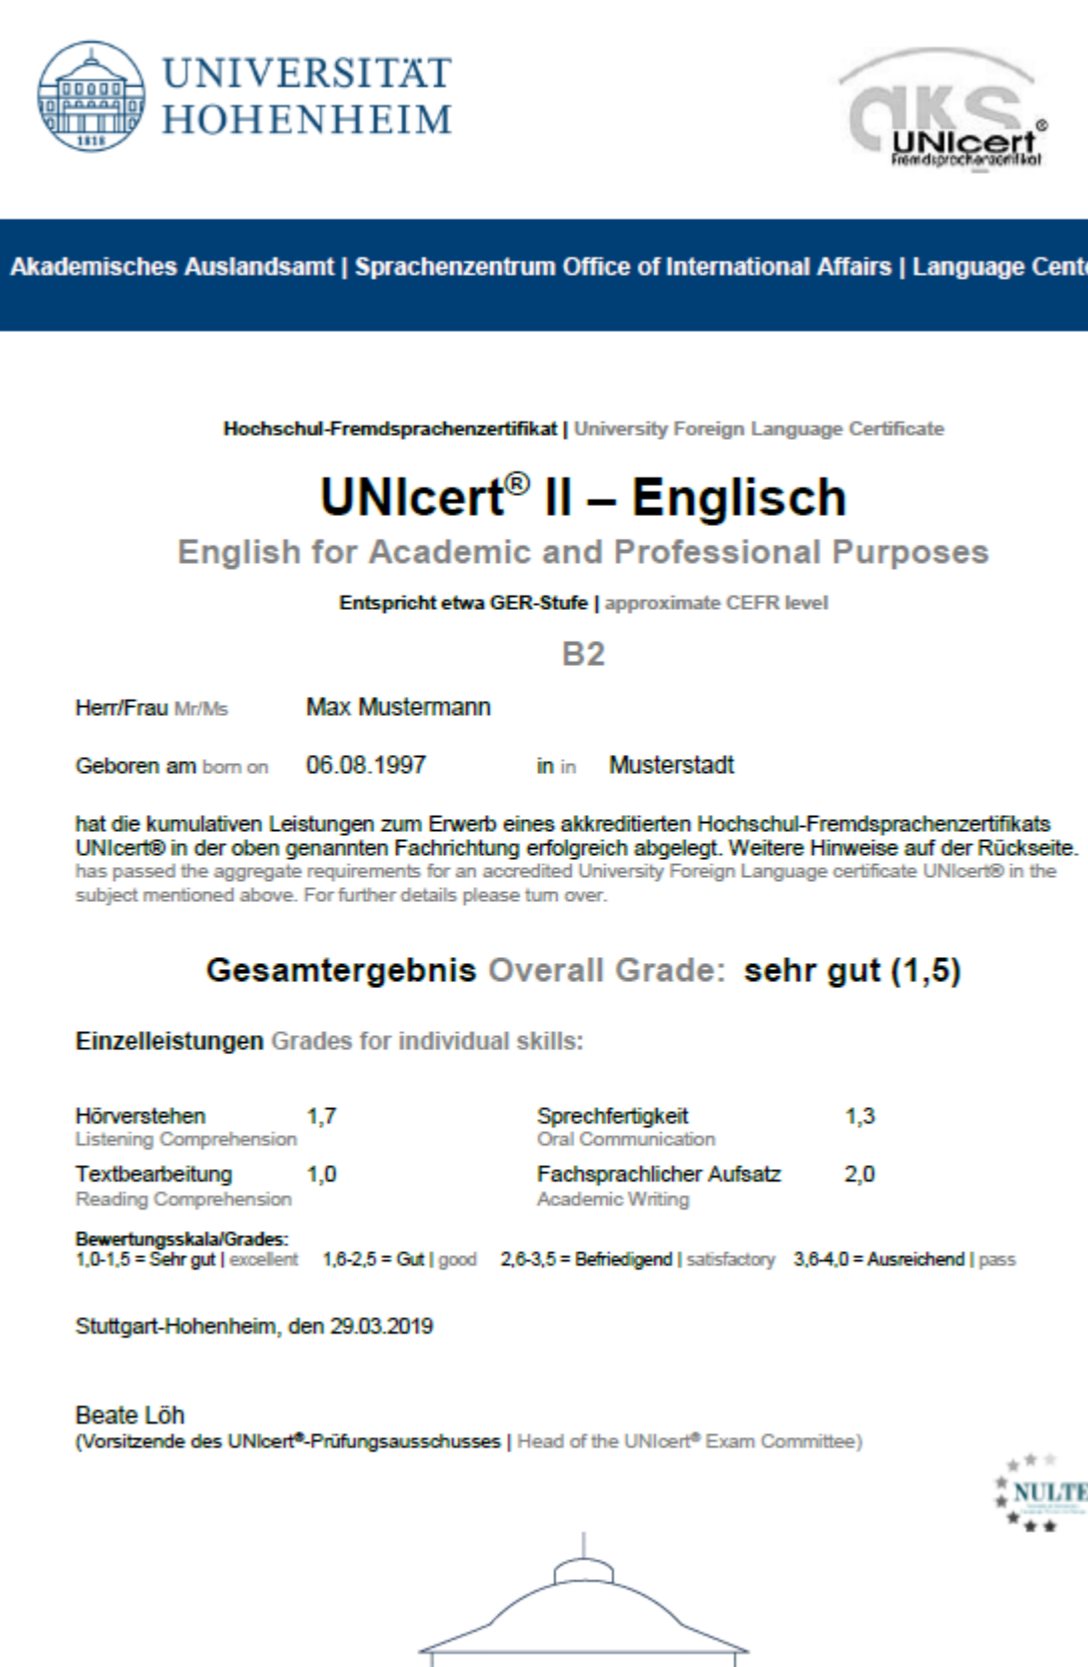 UNIVERSITÄT
HOHENHEIM
1818
aks
UNIcert®
Fremdsprachenzertifikat
Akademisches Auslandsamt | Sprachenzentrum Office of International Affairs | Language Cente
Hochschul-Fremdsprachenzertifikat | University Foreign Language Certificate
UNIcert® II – Englisch
English for Academic and Professional Purposes
Entspricht etwa GER-Stufe | approximate CEFR level
B2
Herr/Frau Mr/Ms Max Mustermann
Geboren am born on 06.08.1997 in in Musterstadt
hat die kumulativen Leistungen zum Erwerb eines akkreditierten Hochschul-Fremdsprachenzertifikats
UNIcert® in der oben genannten Fachrichtung erfolgreich abgelegt. Weitere Hinweise auf der Rückseite.
has passed the aggregate requirements for an accredited University Foreign Language certificate UNIcert® in the
subject mentioned above. For further details please turn over.
Gesamtergebnis Overall Grade: sehr gut (1,5)
Einzelleistungen Grades for individual skills:
Hörverstehen 1,7 Sprechfertigkeit 1,3
Listening Comprehension Oral Communication
Textbearbeitung 1,0 Fachsprachlicher Aufsatz 2,0
Reading Comprehension Academic Writing
Bewertungsskala/Grades:
1,0-1,5 = Sehr gut | excellent 1,6-2,5 = Gut | good 2,6-3,5 = Befriedigend | satisfactory 3,6-4,0 = Ausreichend | pass
Stuttgart-Hohenheim, den 29.03.2019
Beate Löh
(Vorsitzende des UNIcert®-Prüfungsausschusses | Head of the UNIcert® Exam Committee)
NULTE